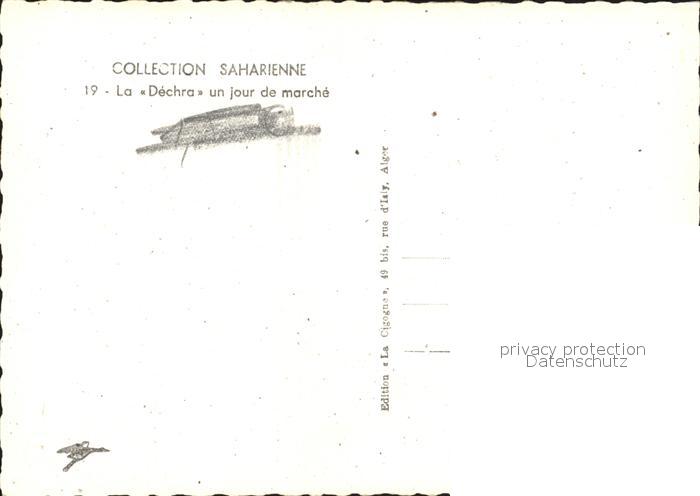 COLLECTION SAHARIENNE
19 - La «Déchra» un jour de marché
Edition « La Cigogne », 49 bis, rue d'Isly, Alger
privacy protection
Datenschutz